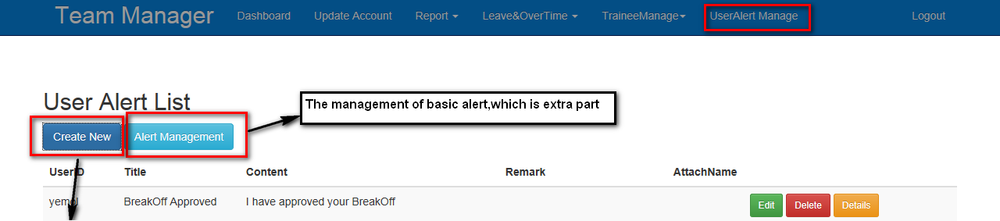 Team Manager Dashboard Update Account Report Leave&OverTime TraineeManage UserAlert Manage Logout
User Alert List
The management of basic alert,which is extra part
Create New Alert Management
UserID Title Content Remark AttachName
BreakOff Approved I have approved your BreakOff Edit Delete Details